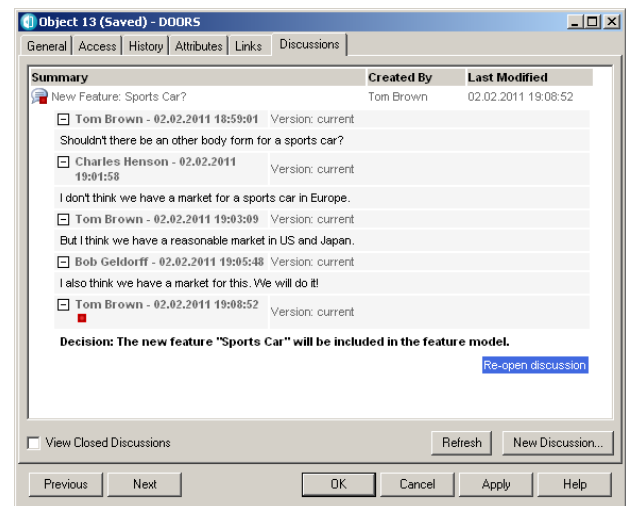 Object 13 (Saved) - DOORS
General Access History Attributes Links Discussions
Summary Created By Last Modified
New Feature: Sports Car? Tom Brown 02.02.2011 19:08:52
Tom Brown - 02.02.2011 18:59:01 Version: current
Shouldn't there be an other body form for a sports car?
Charles Henson - 02.02.2011
19:01:58 Version: current
I don't think we have a market for a sports car in Europe.
Tom Brown - 02.02.2011 19:03:09 Version: current
But I think we have a reasonable market in US and Japan.
Bob Geldorff - 02.02.2011 19:05:48 Version: current
I also think we have a market for this. We will do it!
Tom Brown - 02.02.2011 19:08:52
Version: current
Decision: The new feature "Sports Car" will be included in the feature model.
Re-open discussion
View Closed Discussions Refresh New Discussion...
Previous Next OK Cancel Apply Help